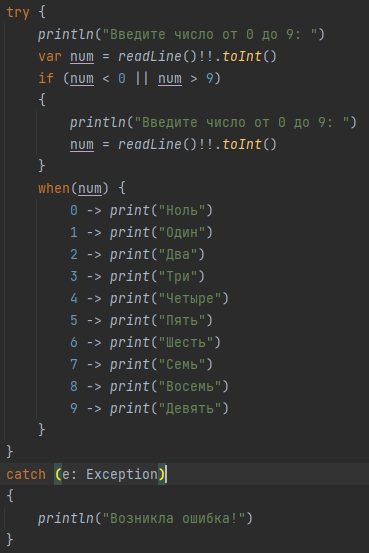 try {
    println("Введите число от 0 до 9: ")
    var num = readLine()!!.toInt()
    if (num < 0 || num > 9)
    {
        println("Введите число от 0 до 9: ")
        num = readLine()!!.toInt()
    }
    when(num) {
        0 -> print("Ноль")
        1 -> print("Один")
        2 -> print("Два")
        3 -> print("Три")
        4 -> print("Четыре")
        5 -> print("Пять")
        6 -> print("Шесть")
        7 -> print("Семь")
        8 -> print("Восемь")
        9 -> print("Девять")
    }
}
catch (e: Exception)
{
    println("Возникла ошибка!")
}